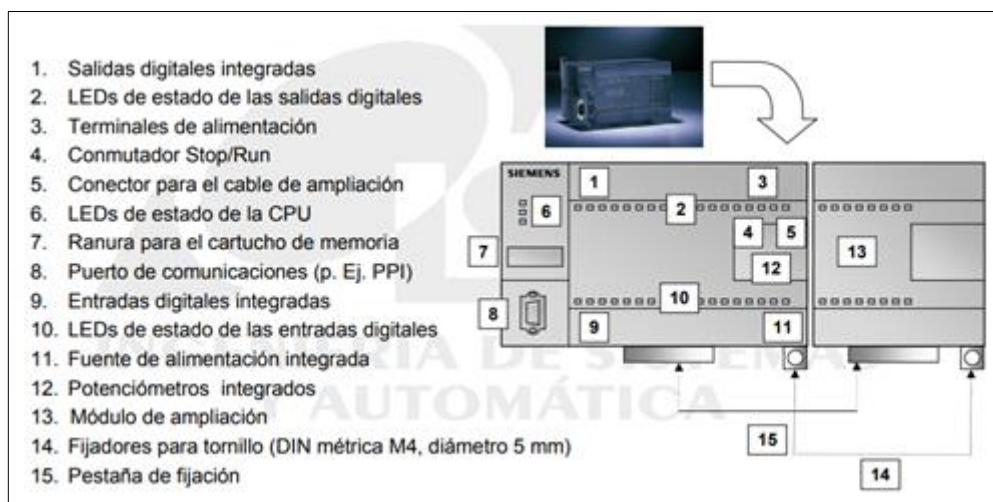 1. Salidas digitales integradas
2. LEDs de estado de las salidas digitales
3. Terminales de alimentación
4. Conmutador Stop/Run
5. Conector para el cable de ampliación
6. LEDs de estado de la CPU
7. Ranura para el cartucho de memoria
8. Puerto de comunicaciones (p. Ej. PPI)
9. Entradas digitales integradas
10. LEDs de estado de las entradas digitales
11. Fuente de alimentación integrada
12. Potenciómetros integrados
13. Módulo de ampliación
14. Fijadores para tornillo (DIN métrica M4, diámetro 5 mm)
15. Pestaña de fijación
SIEMENS
1
3
6
2
4
5
7
13
12
8
10
9
11
15
14
INGENIERÍA DE SISTEMAS
Y AUTOMÁTICA